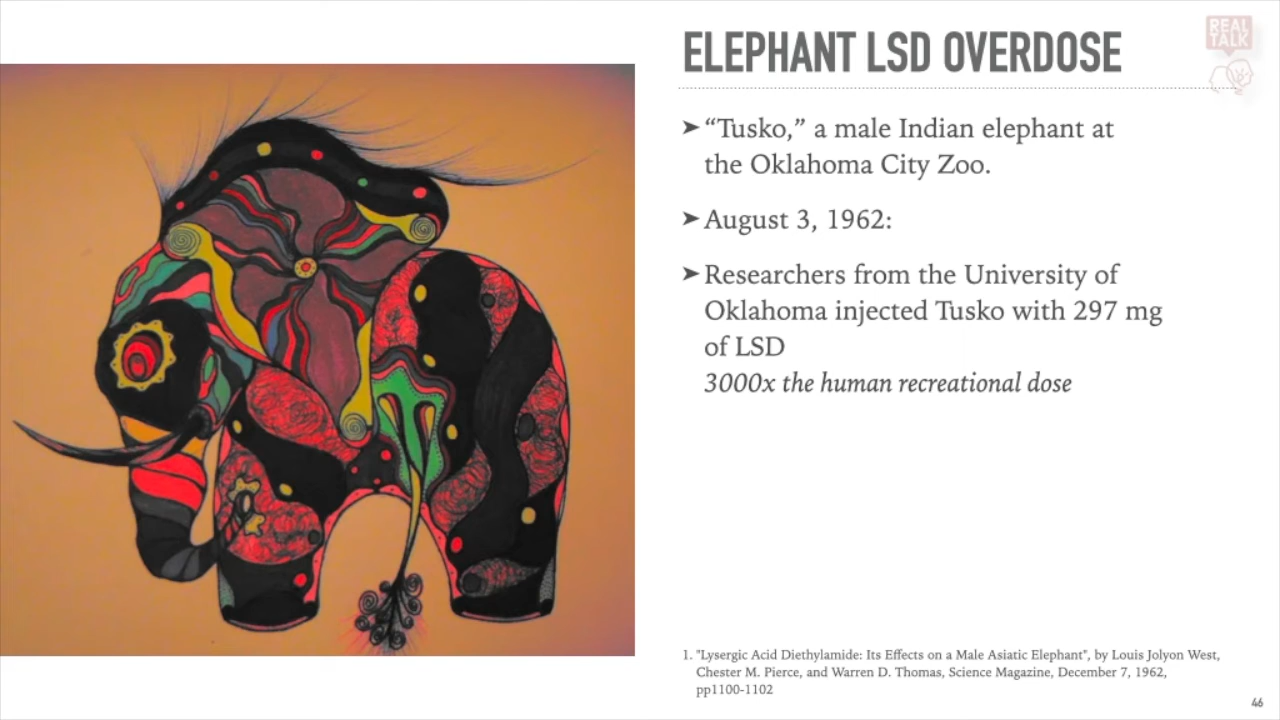 ELEPHANT LSD OVERDOSE
REAL
TALK
➤ “Tusko,” a male Indian elephant at
the Oklahoma City Zoo.
➤ August 3, 1962:
➤ Researchers from the University of
Oklahoma injected Tusko with 297 mg
of LSD
3000x the human recreational dose
1. "Lysergic Acid Diethylamide: Its Effects on a Male Asiatic Elephant", by Louis Jolyon West,
Chester M. Pierce, and Warren D. Thomas, Science Magazine, December 7, 1962,
pp1100-1102
46